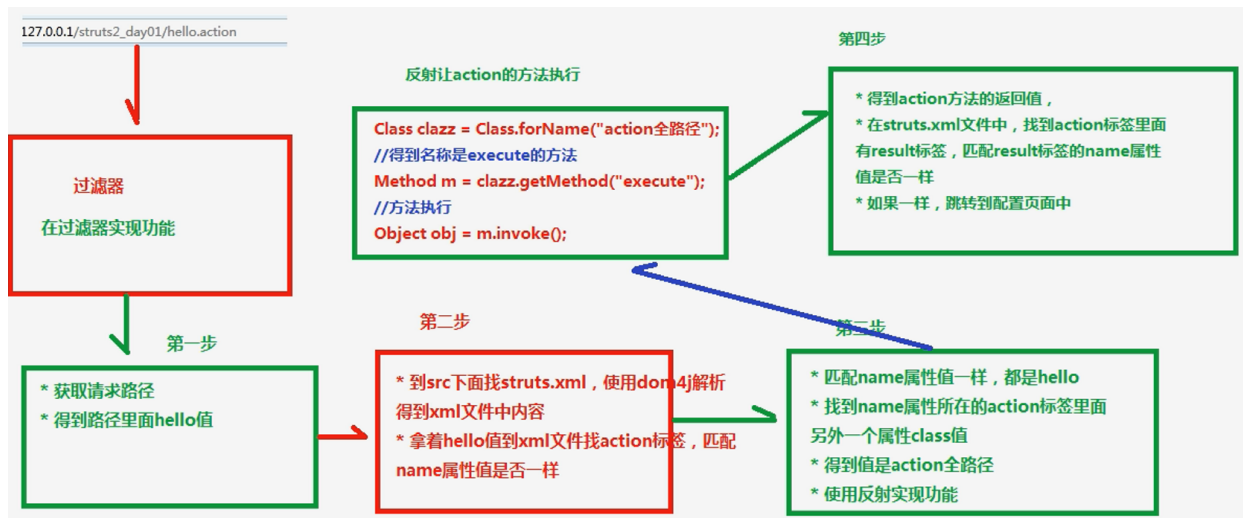 127.0.0.1/struts2_day01/hello.action
过滤器
在过滤器实现功能
第一步
* 获取请求路径
* 得到路径里面hello值
第二步
* 到src下面找struts.xml，使用dom4j解析
得到xml文件中内容
* 拿着hello值到xml文件找action标签，匹配
name属性值是否一样
第三步
* 匹配name属性值一样，都是hello
* 找到name属性所在的action标签里面
另外一个属性class值
* 得到值是action全路径
* 使用反射实现功能
反射让action的方法执行
Class clazz = Class.forName("action全路径");
//得到名称是execute的方法
Method m = clazz.getMethod("execute");
//方法执行
Object obj = m.invoke();
第四步
* 得到action方法的返回值，
* 在struts.xml文件中，找到action标签里面
有result标签，匹配result标签的name属性
值是否一样
* 如果一样，跳转到配置页面中